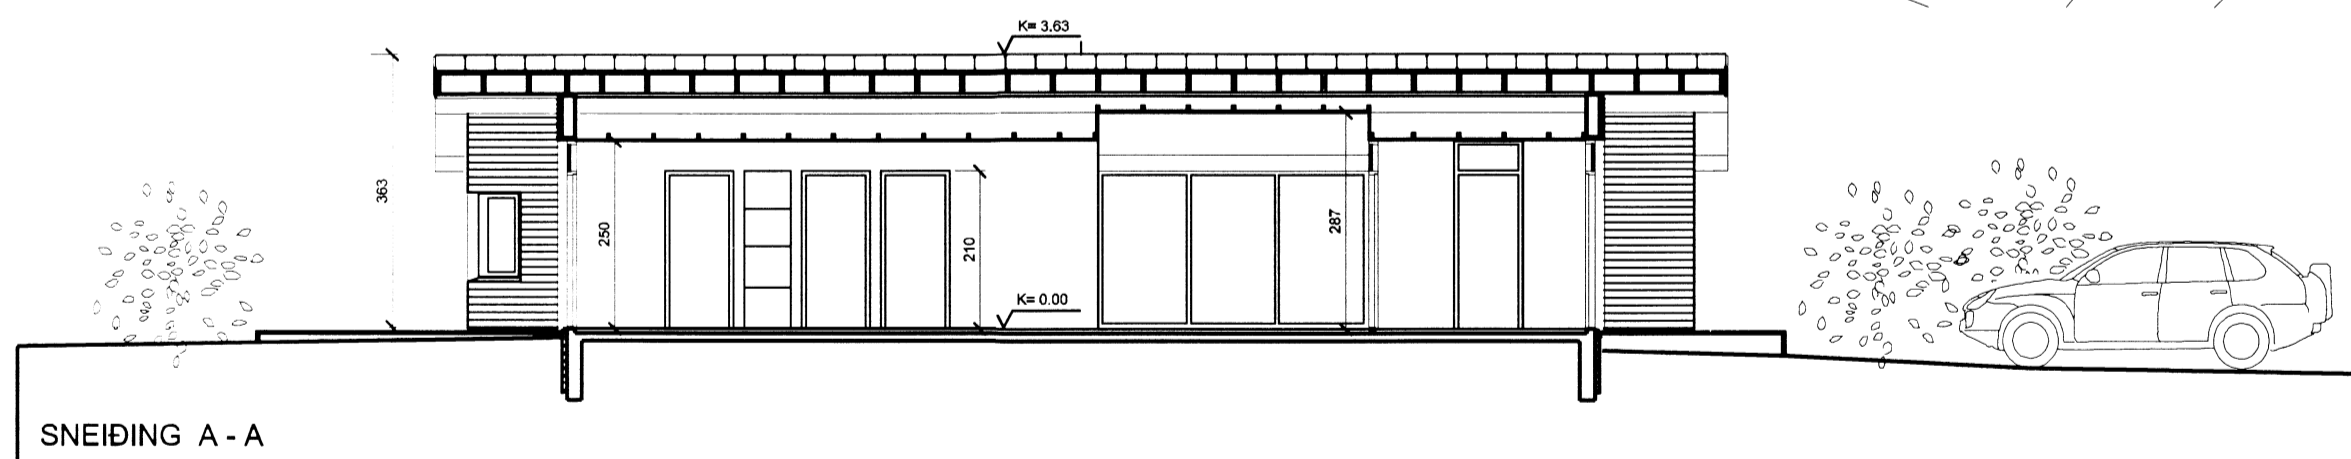 K= 3.63
363
250
210
287
K= 0.00
SNEIÐING A - A